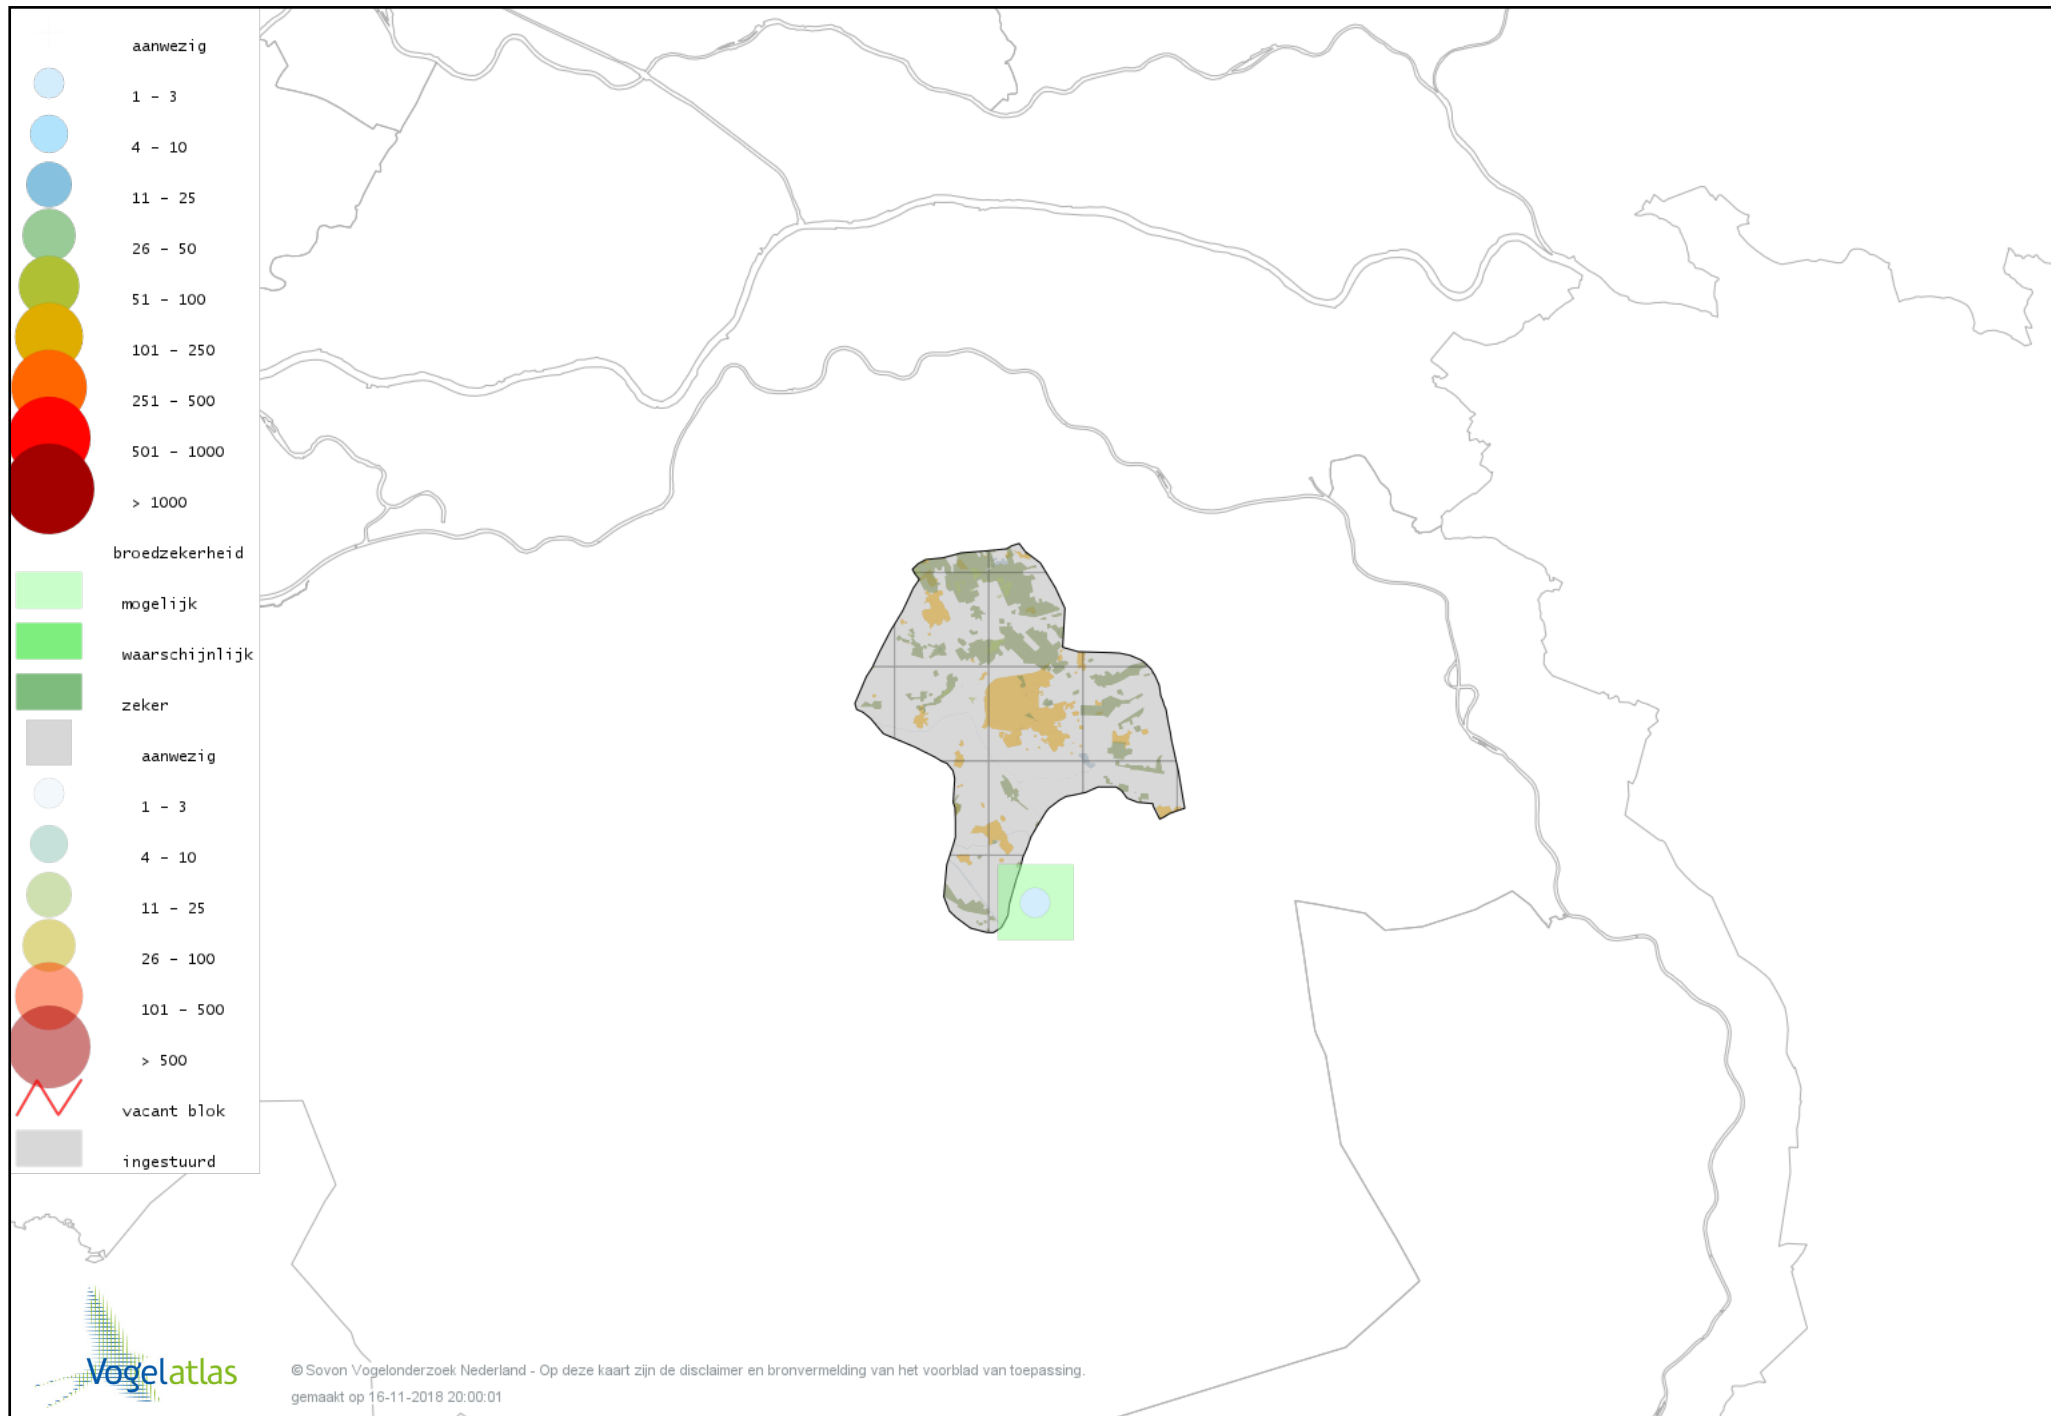 aanwezig
1 – 3
4 – 10
11 – 25
26 – 50
51 – 100
101 – 250
251 – 500
501 – 1000
> 1000
broedzekerheid
mogelijk
waarschijnlijk
zeker
aanwezig
1 – 3
4 – 10
11 – 25
26 – 100
101 – 500
> 500
vacant blok
ingestuurd
Vogelatlas
© Sovon Vogelonderzoek Nederland - Op deze kaart zijn de disclaimer en bronvermelding van het voorblad van toepassing.
gemaakt op 16-11-2018 20:00:01